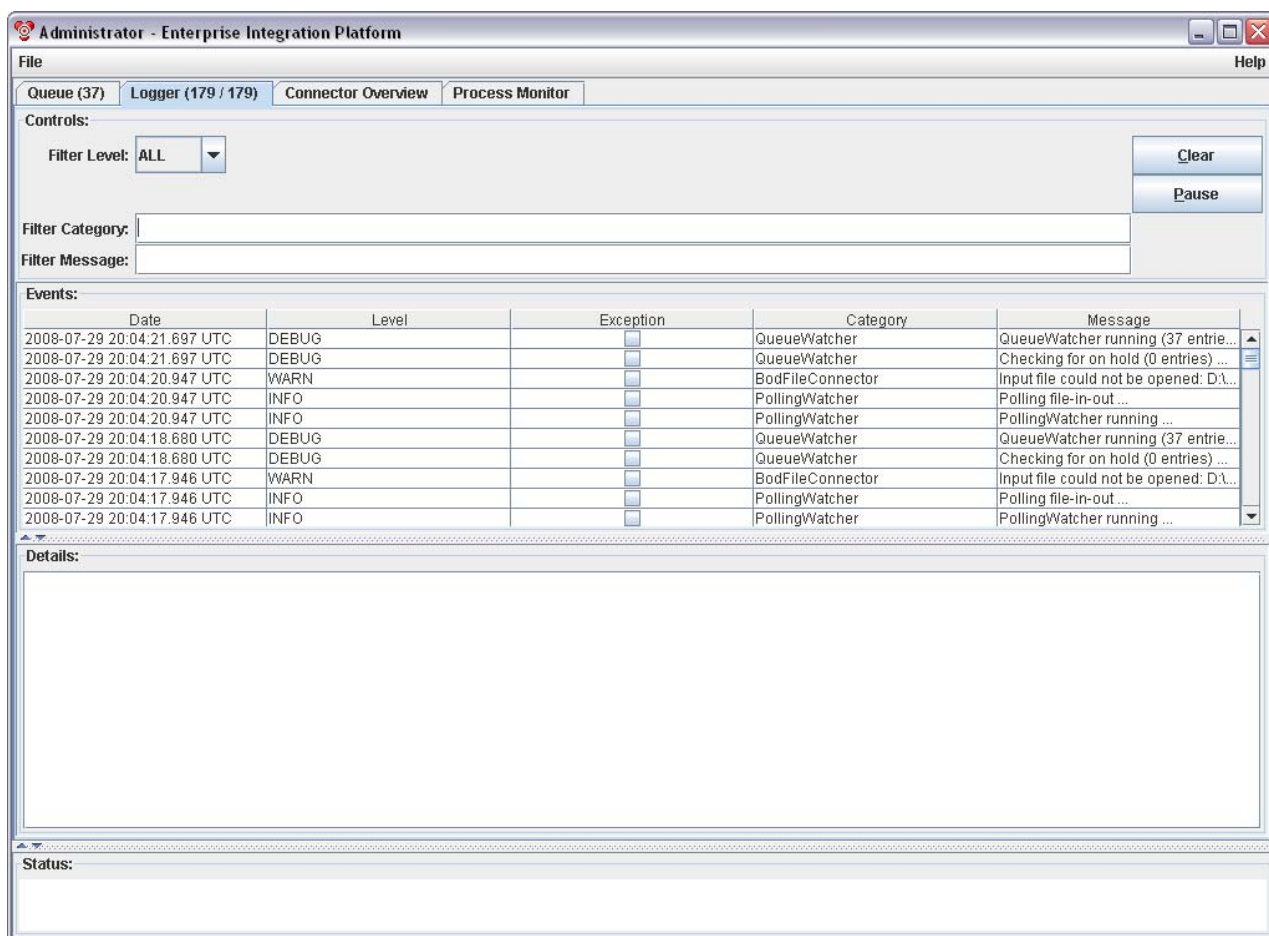 Administrator - Enterprise Integration Platform
File Help
Queue (37) Logger (179 / 179) Connector Overview Process Monitor
Controls:
Filter Level: ALL
Clear
Pause
Filter Category:
Filter Message:
Events:
Date Level Exception Category Message
2008-07-29 20:04:21.697 UTC DEBUG QueueWatcher QueueWatcher running (37 entrie...
2008-07-29 20:04:21.697 UTC DEBUG QueueWatcher Checking for on hold (0 entries) ...
2008-07-29 20:04:20.947 UTC WARN BodFileConnector Input file could not be opened: D:\...
2008-07-29 20:04:20.947 UTC INFO PollingWatcher Polling file-in-out ...
2008-07-29 20:04:20.947 UTC INFO PollingWatcher PollingWatcher running ...
2008-07-29 20:04:18.680 UTC DEBUG QueueWatcher QueueWatcher running (37 entrie...
2008-07-29 20:04:18.680 UTC DEBUG QueueWatcher Checking for on hold (0 entries) ...
2008-07-29 20:04:17.946 UTC WARN BodFileConnector Input file could not be opened: D:\...
2008-07-29 20:04:17.946 UTC INFO PollingWatcher Polling file-in-out ...
2008-07-29 20:04:17.946 UTC INFO PollingWatcher PollingWatcher running ...
Details:
Status: